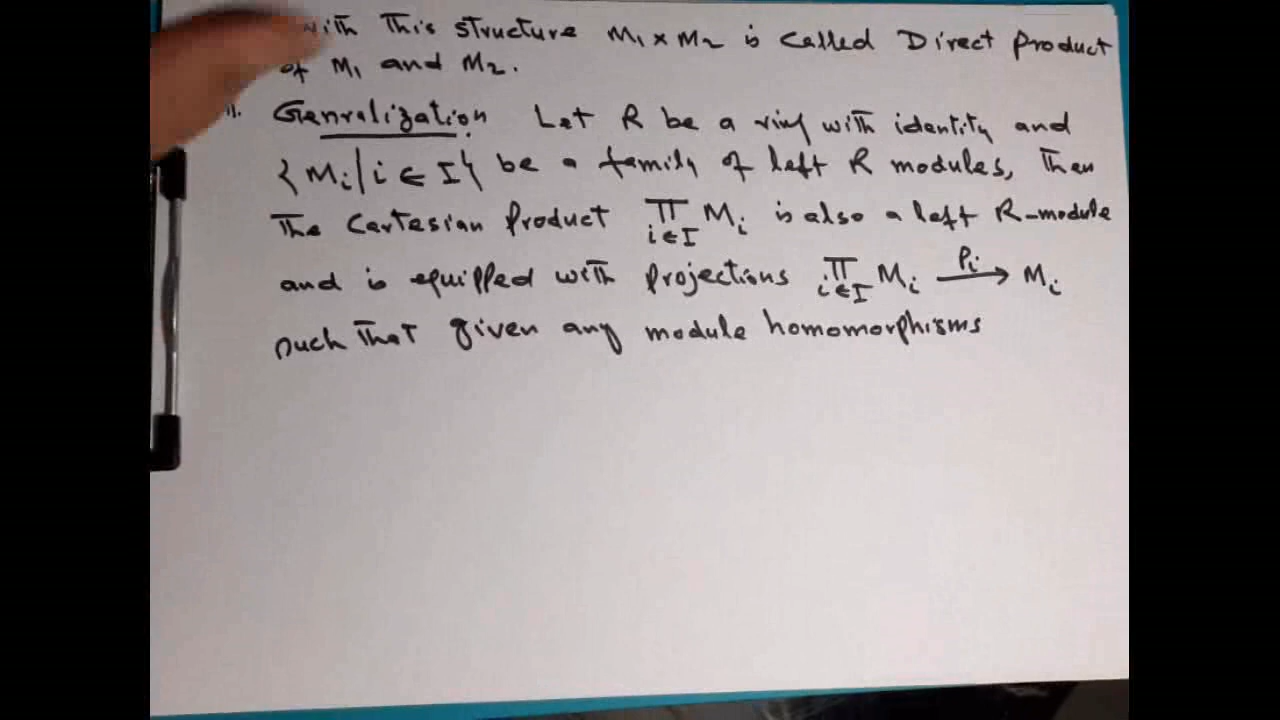 with This structure M₁ × M₂ is called Direct product
of M₁ and M₂.
11. Genralization. Let R be a ring with identity and
{Mᵢ | i ∈ I} be a family of left R modules, Then
The Cartesian Product ∏ Mᵢ is also a left R-module
i∈I
and is equipped with projections ∏ Mᵢ → Mᵢ
i∈I pᵢ
such That given any module homomorphisms